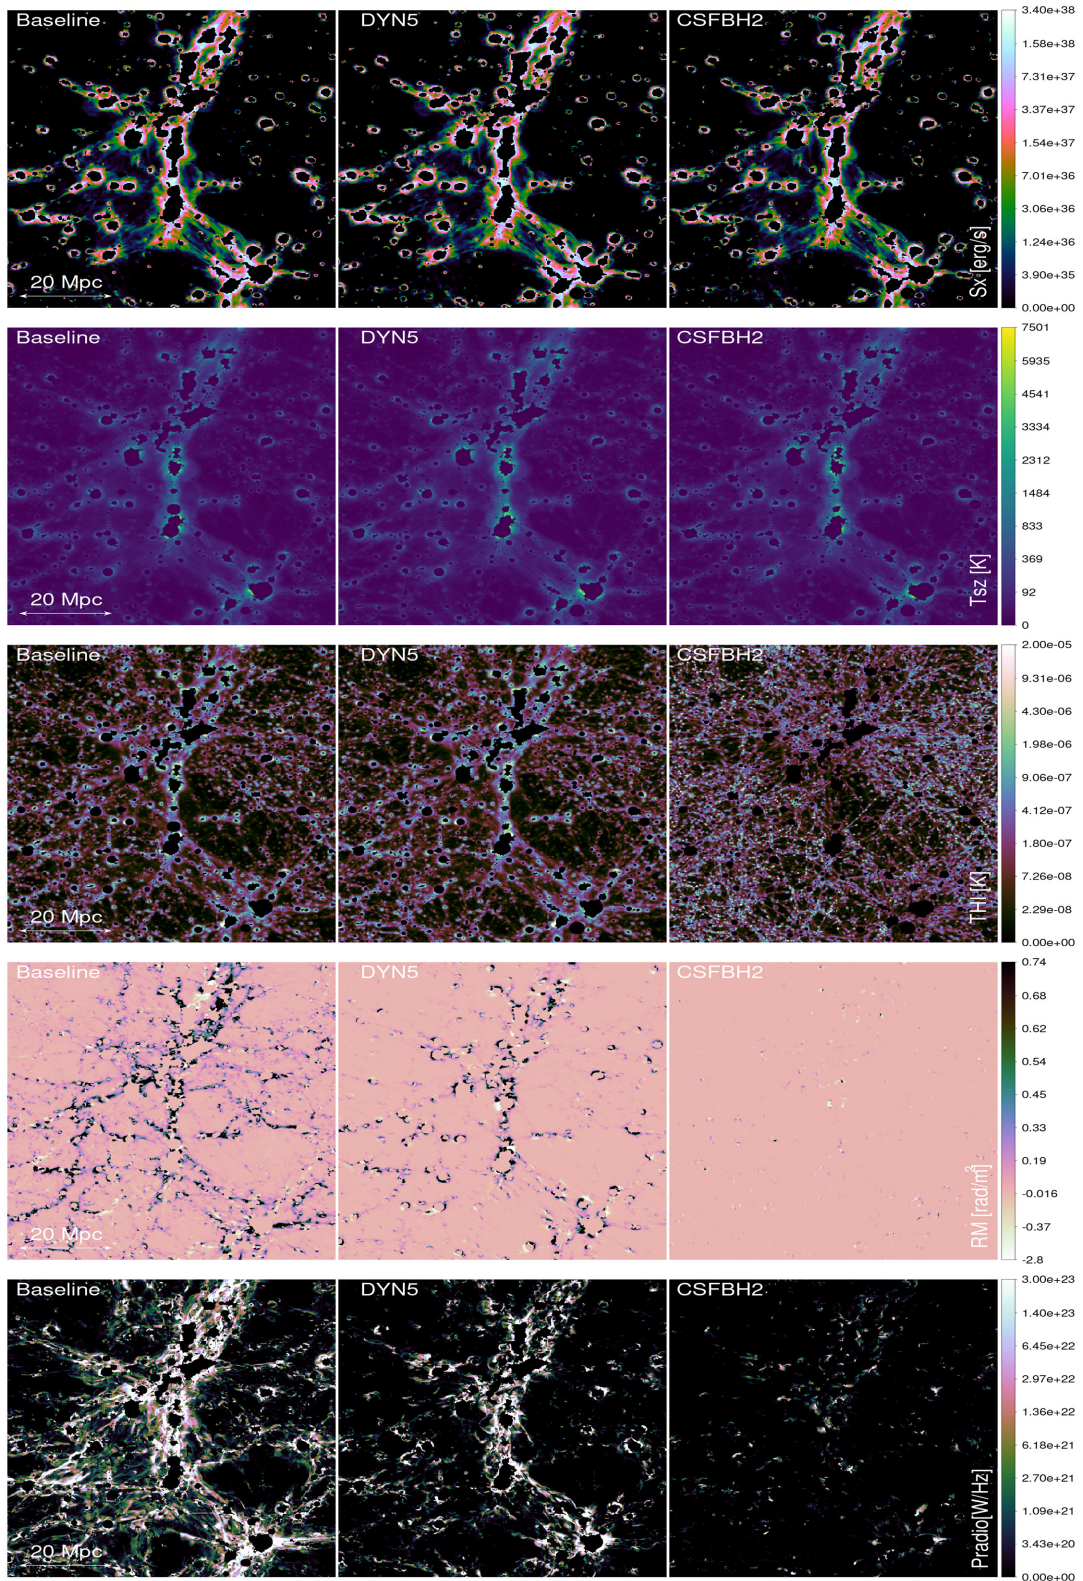 Baseline DYN5 CSFBH2
3.40e+38
1.58e+38
7.31e+37
3.37e+37
1.54e+37
7.01e+36
3.06e+36
1.24e+36
3.90e+35
0.00e+00
Sx [erg/s]
20 Mpc
Baseline DYN5 CSFBH2
7501
5935
4541
3334
2312
1484
833
369
92
0
Tsz [K]
20 Mpc
Baseline DYN5 CSFBH2
2.00e-05
9.31e-06
4.30e-06
1.98e-06
9.06e-07
4.12e-07
1.80e-07
7.26e-08
2.29e-08
0.00e+00
THI[K]
20 Mpc
Baseline DYN5 CSFBH2
0.74
0.68
0.62
0.54
0.45
0.33
0.19
-0.016
-0.37
-2.8
RM [rad/m²]
20 Mpc
Baseline DYN5 CSFBH2
3.00e+23
1.40e+23
6.45e+22
2.97e+22
1.36e+22
6.18e+21
2.70e+21
1.09e+21
3.43e+20
0.00e+00
Pradio[W/Hz]
20 Mpc